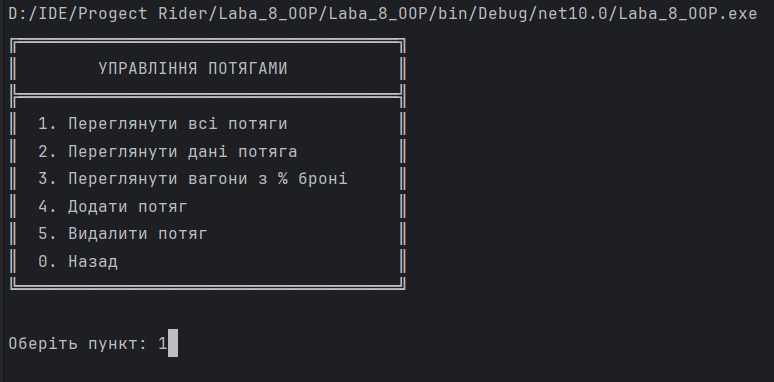 D:/IDE/Progect Rider/Laba_8_OOP/Laba_8_OOP/bin/Debug/net10.0/Laba_8_OOP.exe
УПРАВЛІННЯ ПОТЯГАМИ
1. Переглянути всі потяги
2. Переглянути дані потяга
3. Переглянути вагони з % броні
4. Додати потяг
5. Видалити потяг
0. Назад
Оберіть пункт: 1